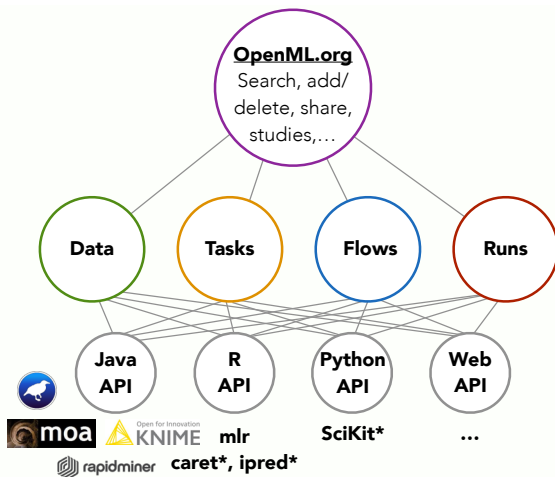 OpenML.org
Search, add/
delete, share,
studies,...
Data
Tasks
Flows
Runs
Java
API
R
API
Python
API
Web
API
moa
Open for Innovation
KNIME
mlr
SciKit*
...
rapidminer
caret*, ipred*